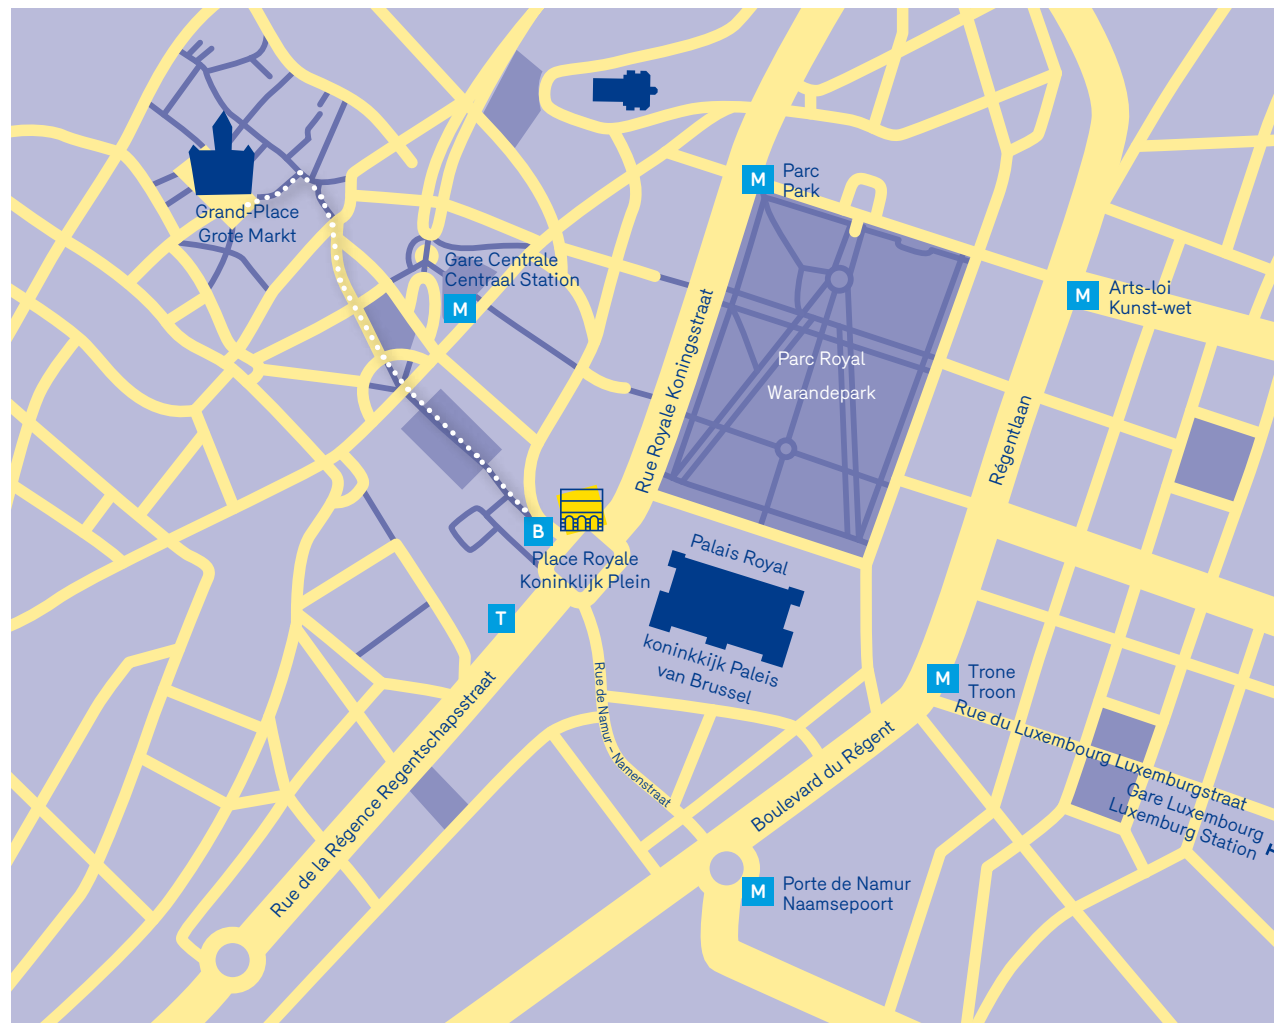 M
Parc
Park
Grand-Place
Grote Markt
Gare Centrale
Centraal Station
M
M
Arts-loi
Kunst-wet
Rue Royale Koningsstraat
Parc Royal
Warandepark
Régentlaan
B
Place Royale
Koninklijk Plein
Palais Royal
T
koninkkijk Paleis
van Brussel
Rue de Namur – Namenstraat
M
Trone
Troon
Rue du Luxembourg Luxemburgstraat
Rue de la Régence Regentschapsstraat
Boulevard du Régent
Gare Luxembourg
Luxemburg Station
M
Porte de Namur
Naamsepoort